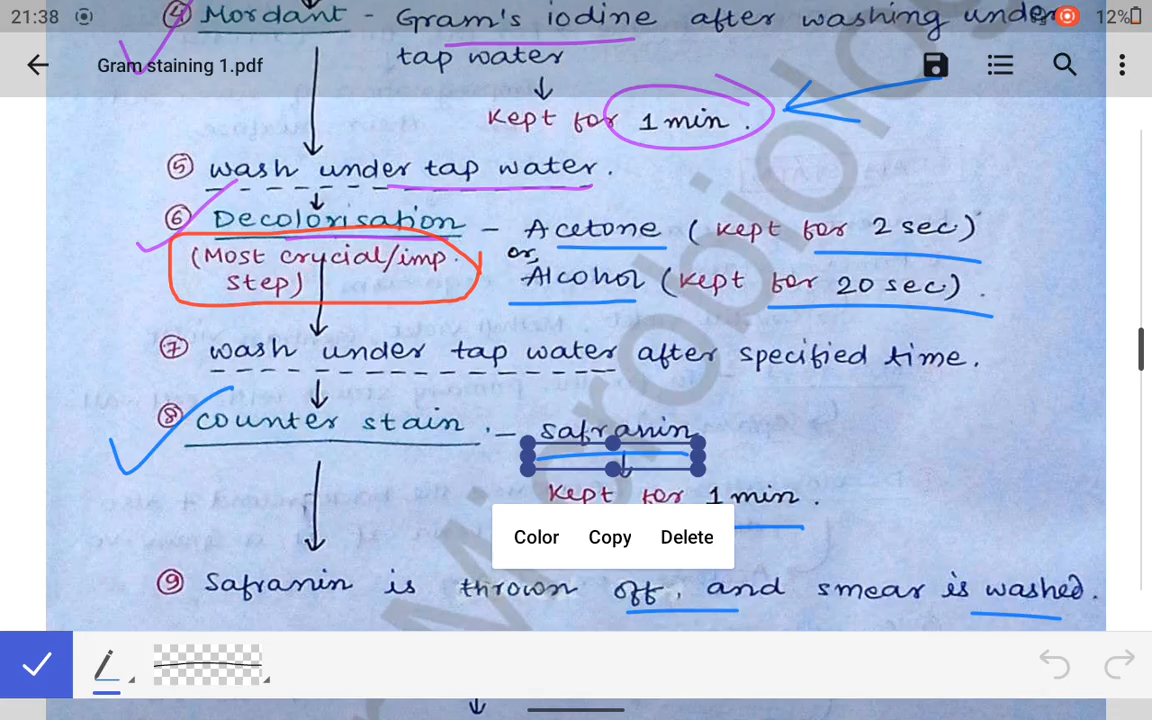 21:38
12%
④ Mordant - Gram's iodine after washing under
tap water
Gram staining 1.pdf
Kept for 1 min.
⑤ wash under tap water.
⑥ Decolorisation - Acetone (kept for 2 sec)
(Most crucial/imp. or,
step) Alcohol (kept for 20 sec).
⑦ wash under tap water after specified time.
⑧ counter stain. - safranin
Kept for 1 min.
Color Copy Delete
⑨ Safranin is thrown off, and smear is washed.